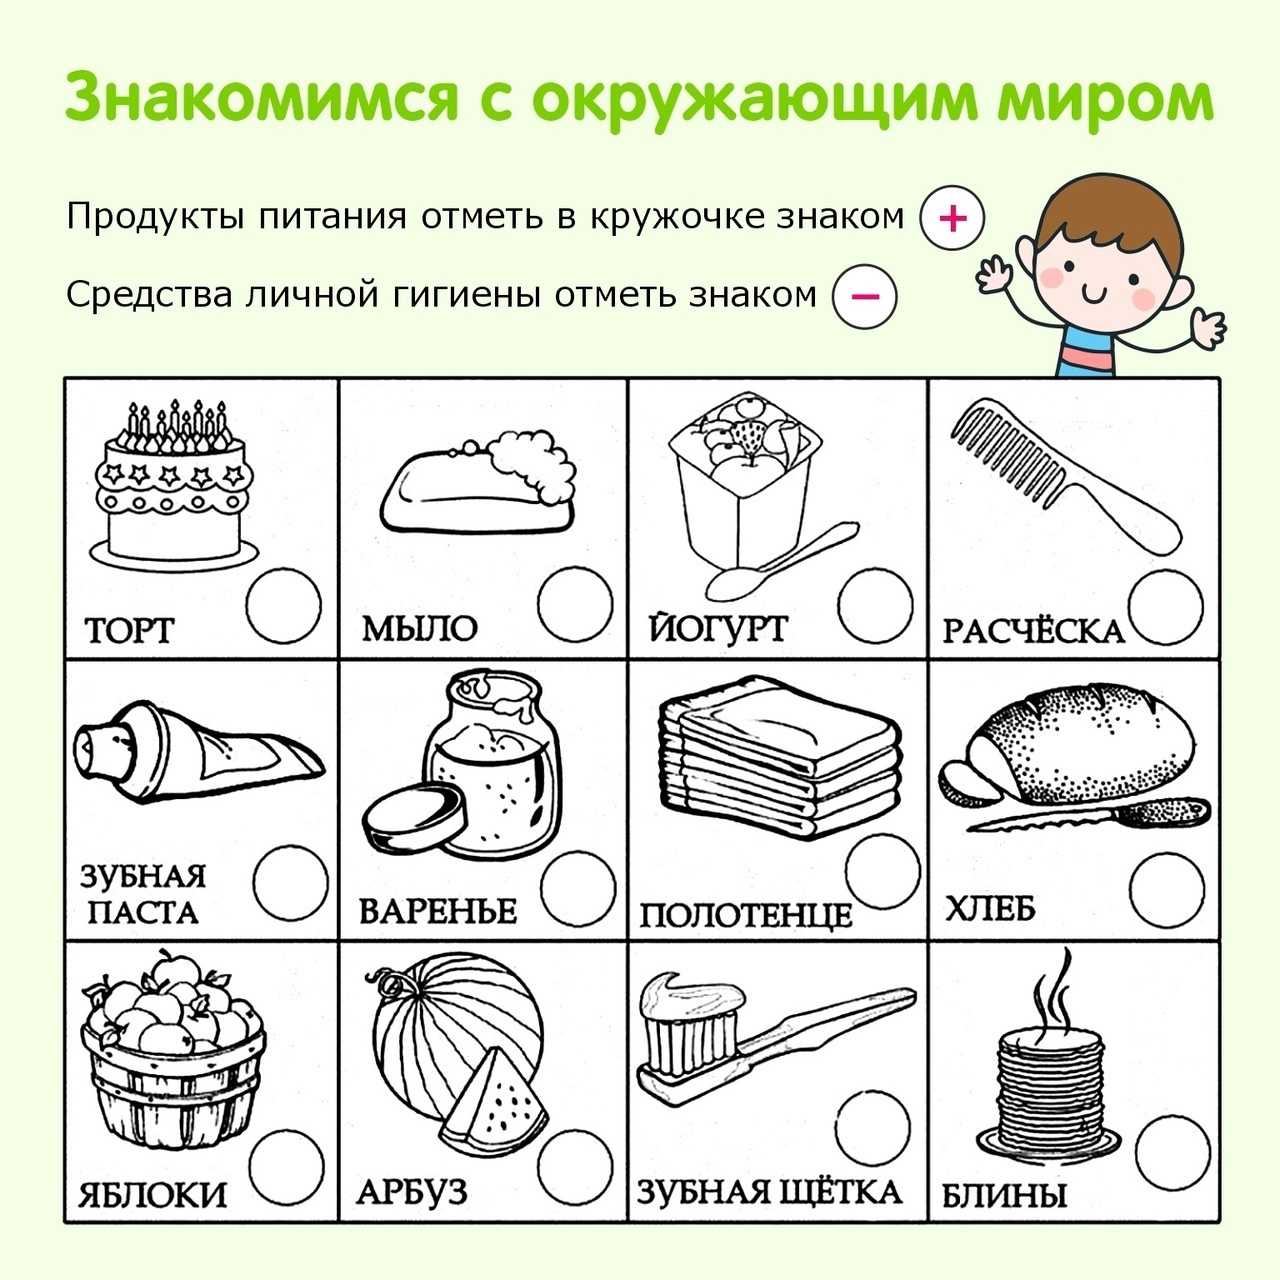 Знакомимся с окружающим миром
Продукты питания отметь в кружочке знаком +
Средства личной гигиены отметь знаком −
ТОРТ
МЫЛО
ЙОГУРТ
РАСЧЁСКА
ЗУБНАЯ
ПАСТА
ВАРЕНЬЕ
ПОЛОТЕНЦЕ
ХЛЕБ
ЯБЛОКИ
АРБУЗ
ЗУБНАЯ ЩЁТКА
БЛИНЫ